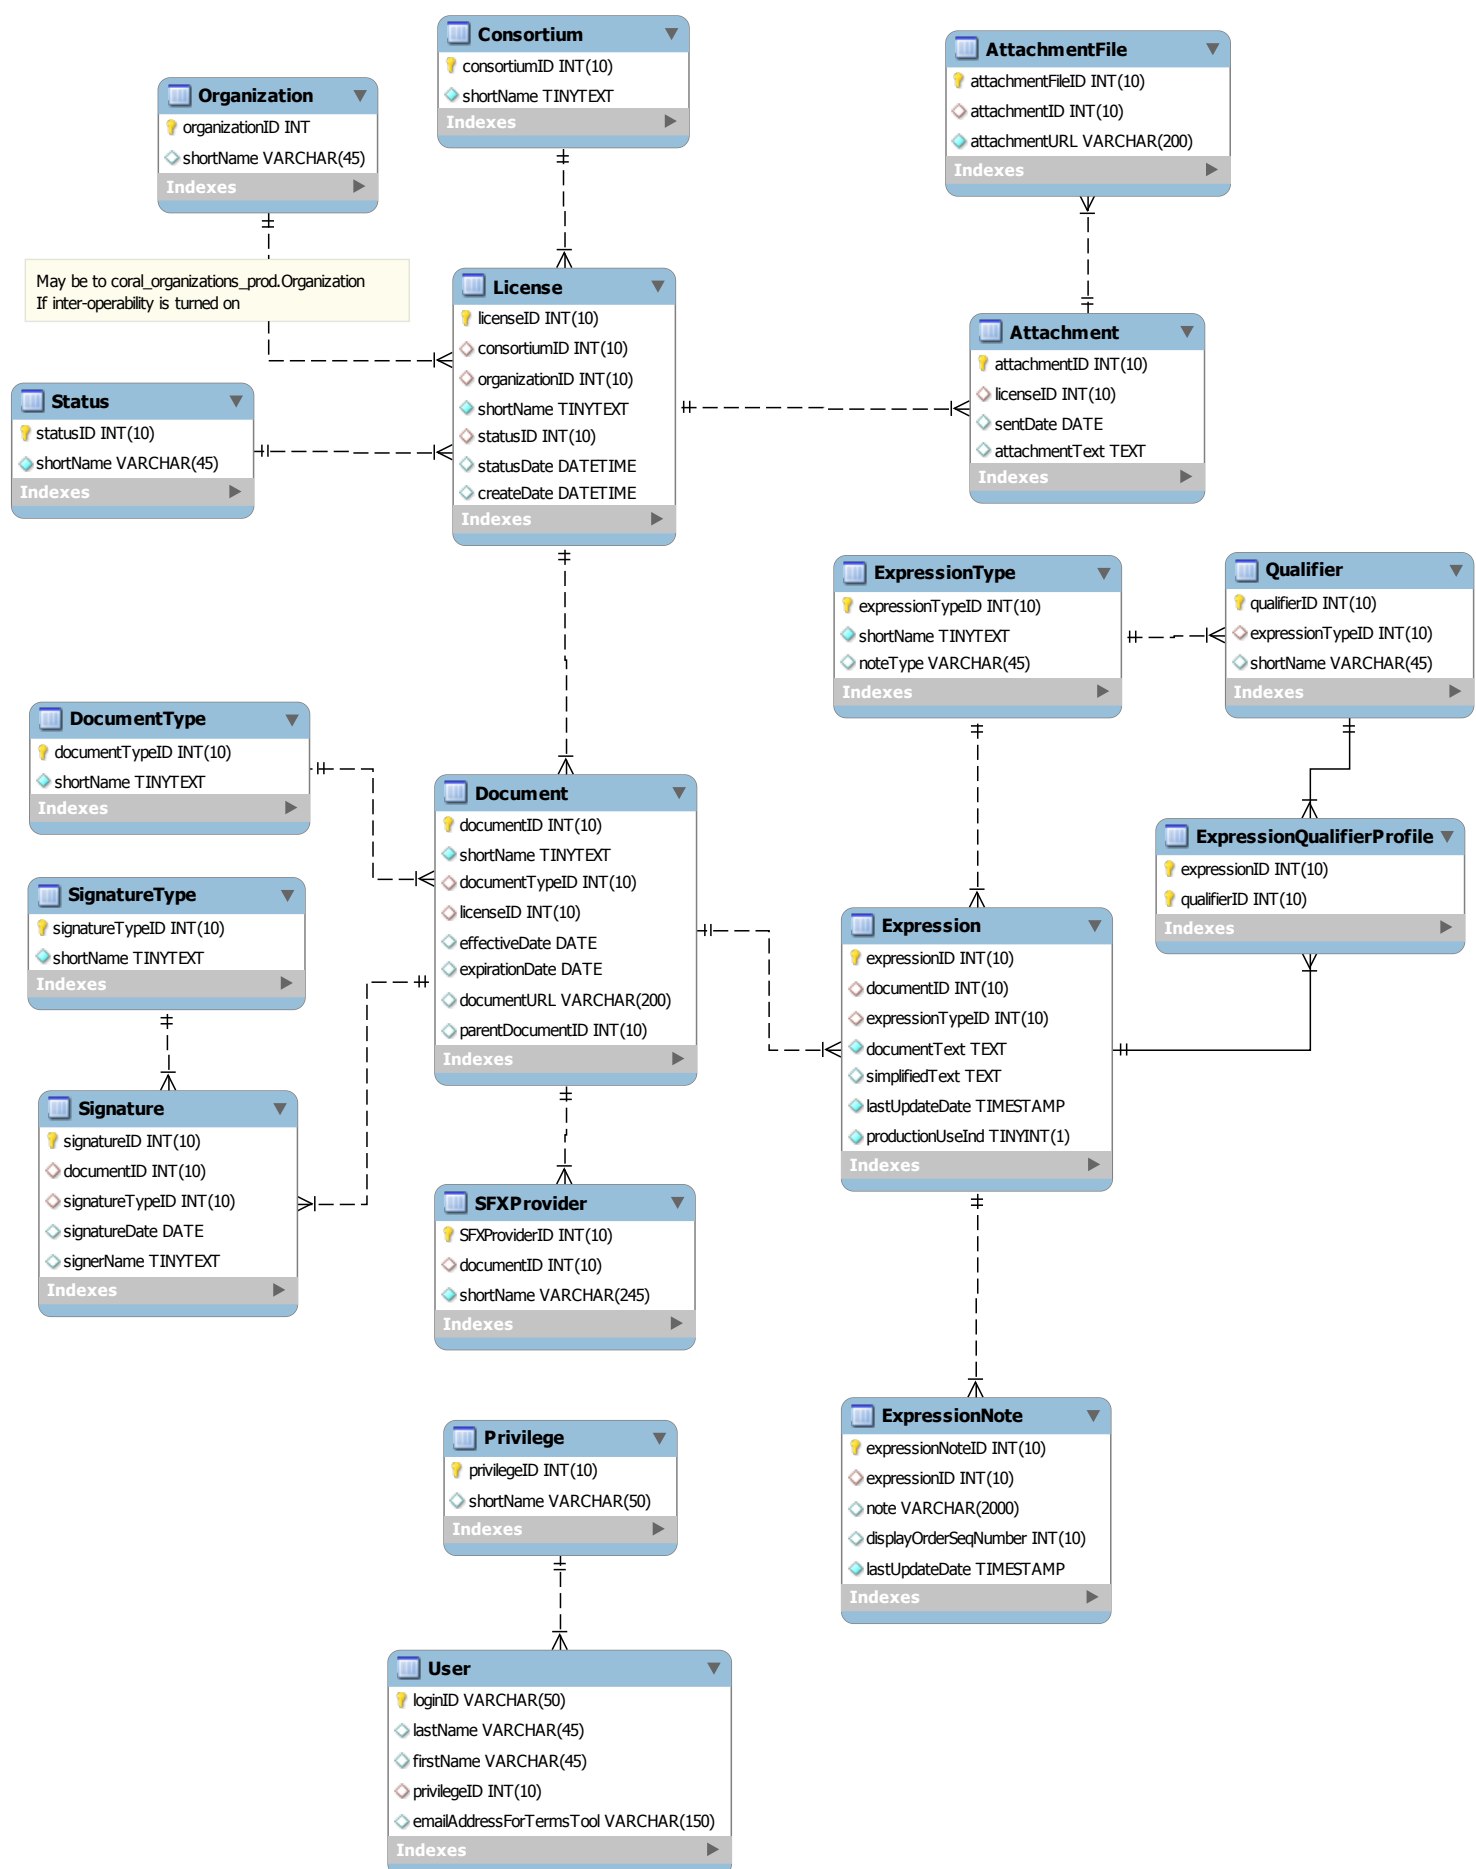 Consortium
consortiumID INT(10)
shortName TINYTEXT
Indexes
AttachmentFile
attachmentFileID INT(10)
attachmentID INT(10)
attachmentURL VARCHAR(200)
Indexes
Organization
organizationID INT
shortName VARCHAR(45)
Indexes
May be to coral_organizations_prod.Organization
If inter-operability is turned on
License
licenseID INT(10)
consortiumID INT(10)
organizationID INT(10)
shortName TINYTEXT
statusID INT(10)
statusDate DATETIME
createDate DATETIME
Indexes
Attachment
attachmentID INT(10)
licenseID INT(10)
sentDate DATE
attachmentText TEXT
Indexes
Status
statusID INT(10)
shortName VARCHAR(45)
Indexes
ExpressionType
expressionTypeID INT(10)
shortName TINYTEXT
noteType VARCHAR(45)
Indexes
Qualifier
qualifierID INT(10)
expressionTypeID INT(10)
shortName VARCHAR(45)
Indexes
DocumentType
documentTypeID INT(10)
shortName TINYTEXT
Indexes
Document
documentID INT(10)
shortName TINYTEXT
documentTypeID INT(10)
licenseID INT(10)
effectiveDate DATE
expirationDate DATE
documentURL VARCHAR(200)
parentDocumentID INT(10)
Indexes
ExpressionQualifierProfile
expressionID INT(10)
qualifierID INT(10)
Indexes
SignatureType
signatureTypeID INT(10)
shortName TINYTEXT
Indexes
Expression
expressionID INT(10)
documentID INT(10)
expressionTypeID INT(10)
documentText TEXT
simplifiedText TEXT
lastUpdateDate TIMESTAMP
productionUseInd TINYINT(1)
Indexes
Signature
signatureID INT(10)
documentID INT(10)
signatureTypeID INT(10)
signatureDate DATE
signerName TINYTEXT
Indexes
SFXProvider
SFXProviderID INT(10)
documentID INT(10)
shortName VARCHAR(245)
Indexes
ExpressionNote
expressionNoteID INT(10)
expressionID INT(10)
note VARCHAR(2000)
displayOrderSeqNumber INT(10)
lastUpdateDate TIMESTAMP
Indexes
Privilege
privilegeID INT(10)
shortName VARCHAR(50)
Indexes
User
loginID VARCHAR(50)
lastName VARCHAR(45)
firstName VARCHAR(45)
privilegeID INT(10)
emailAddressForTermsTool VARCHAR(150)
Indexes